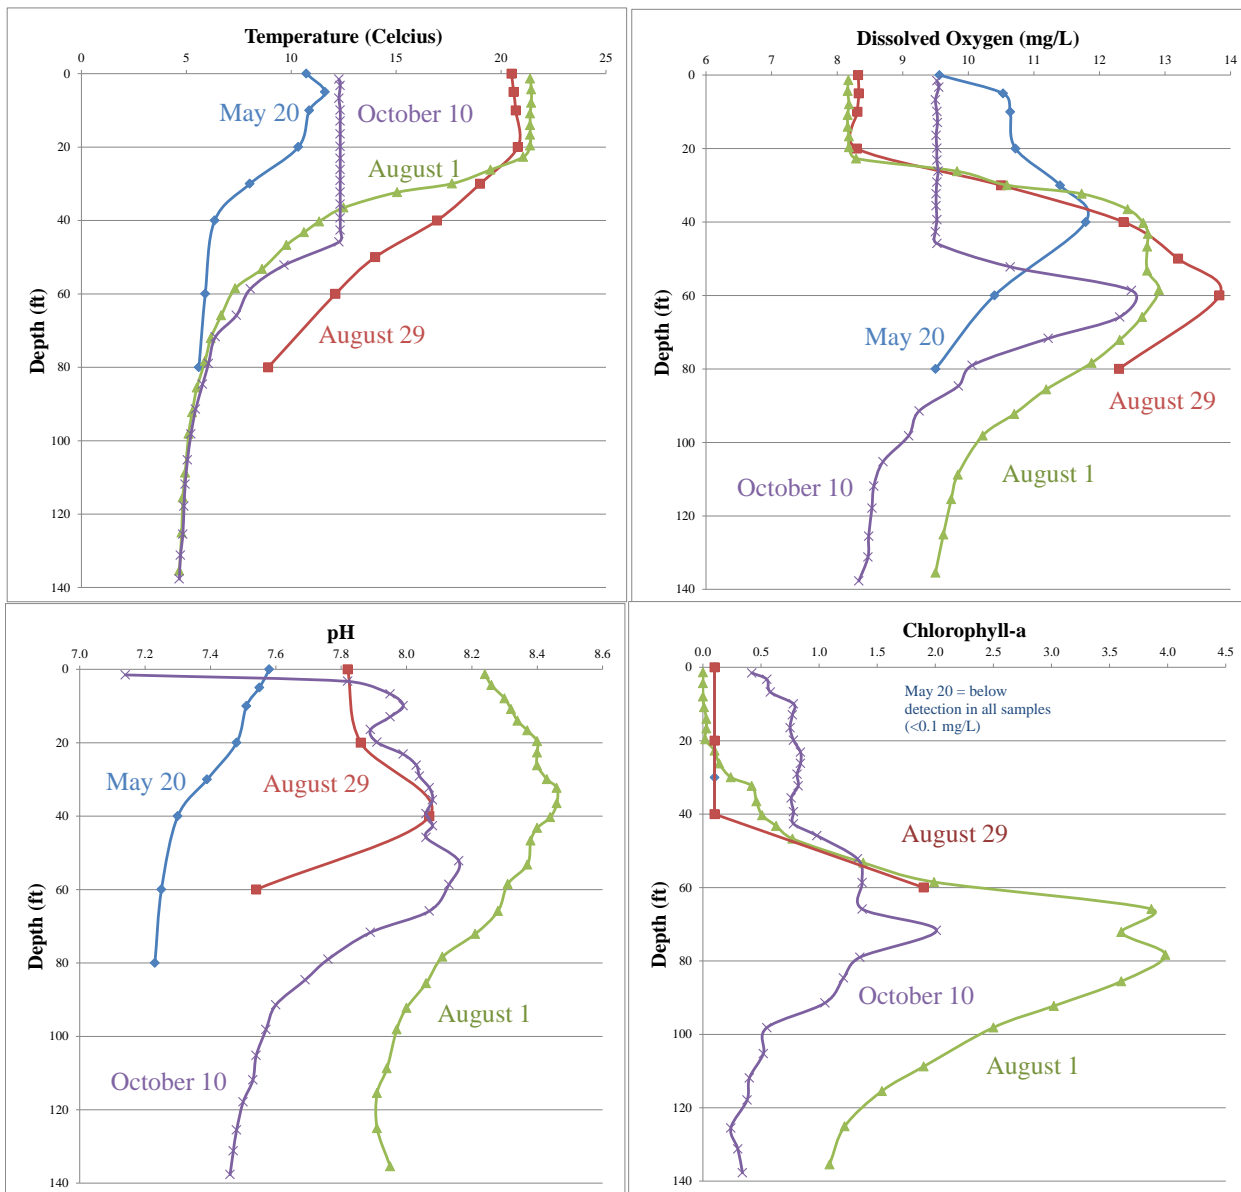 Temperature (Celcius)
0 5 10 15 20 25
0
20
40
60
80
100
120
140
Depth (ft)
May 20
October 10
August 1
August 29
Dissolved Oxygen (mg/L)
6 7 8 9 10 11 12 13 14
0
20
40
60
80
100
120
140
Depth (ft)
May 20
August 29
October 10
August 1
pH
7.0 7.2 7.4 7.6 7.8 8.0 8.2 8.4 8.6
0
20
40
60
80
100
120
140
Depth (ft)
May 20
August 29
August 1
October 10
Chlorophyll-a
0.0 0.5 1.0 1.5 2.0 2.5 3.0 3.5 4.0 4.5
0
20
40
60
80
100
120
140
Depth (ft)
May 20 = below
detection in all samples
(<0.1 mg/L)
August 29
October 10
August 1